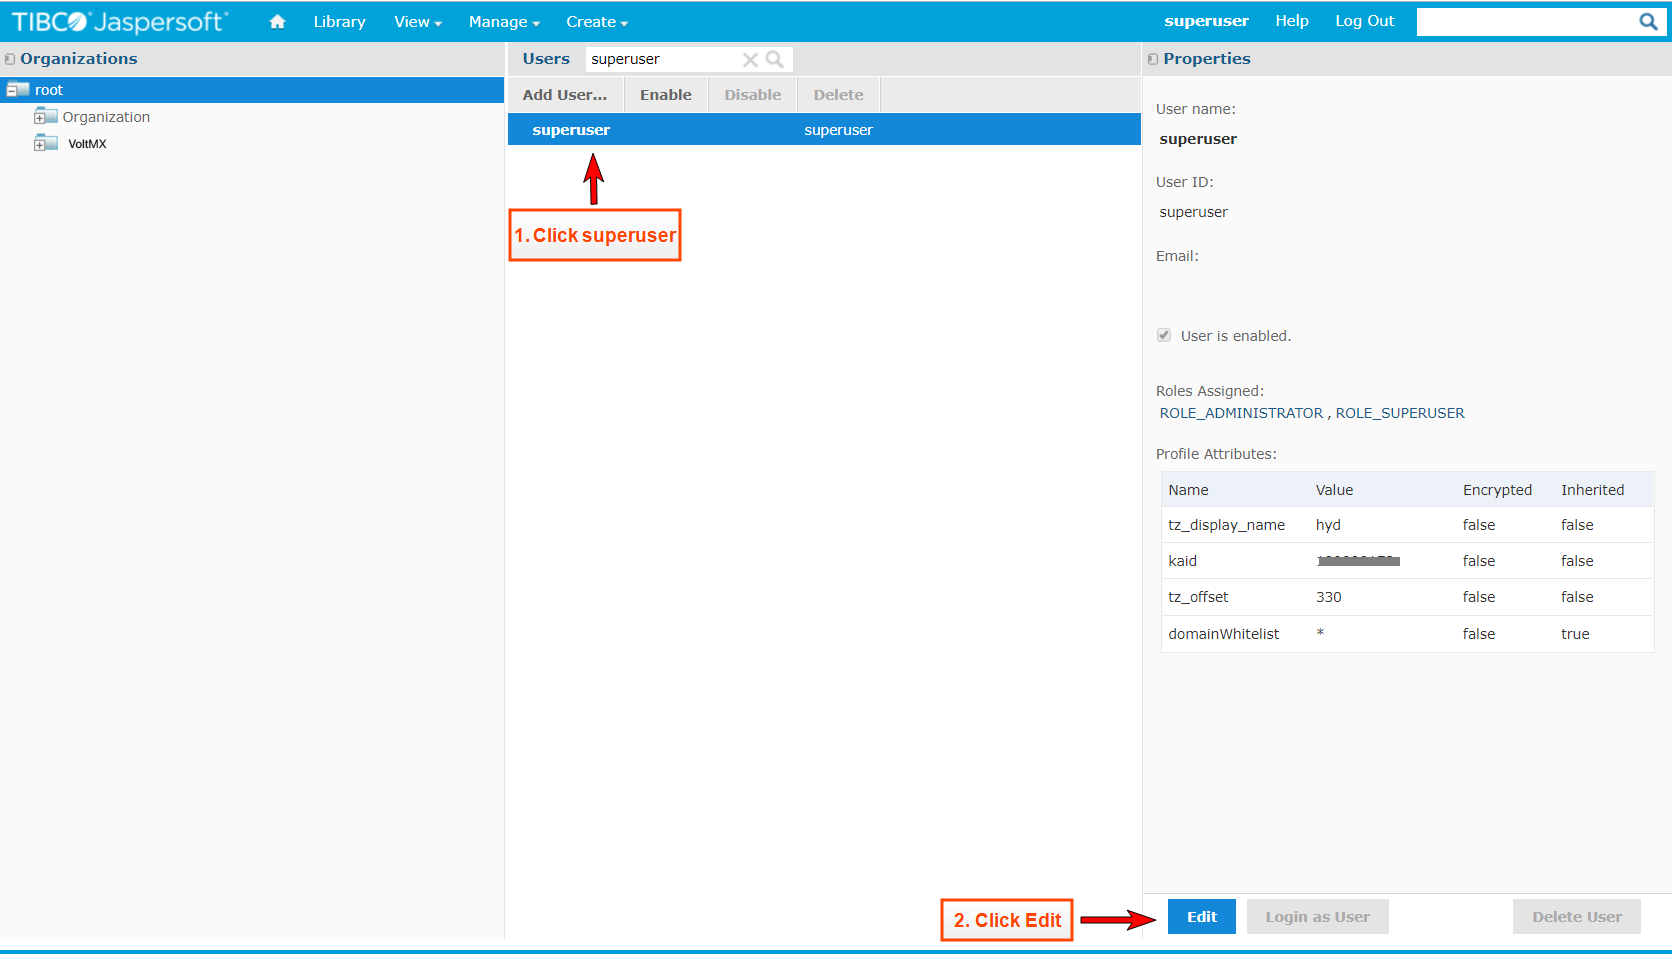 TIBCO Jaspersoft
Library
View
Manage
Create
superuser
Help
Log Out
Organizations
root
Organization
VoltMX
Users
superuser
Add User...
Enable
Disable
Delete
superuser
superuser
1. Click superuser
Properties
User name:
superuser
User ID:
superuser
Email:
User is enabled.
Roles Assigned:
ROLE_ADMINISTRATOR , ROLE_SUPERUSER
Profile Attributes:
Name Value Encrypted Inherited
tz_display_name hyd false false
kaid false false
tz_offset 330 false false
domainWhitelist * false true
2. Click Edit
Edit
Login as User
Delete User